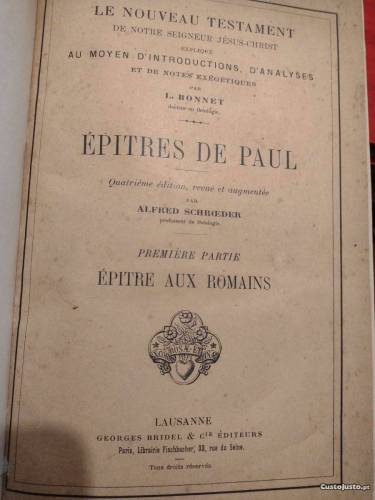 LE NOUVEAU TESTAMENT
DE NOTRE SEIGNEUR JÉSUS-CHRIST
EXPLIQUÉ
AU MOYEN D'INTRODUCTIONS, D'ANALYSES
ET DE NOTES EXÉGÉTIQUES
PAR
L. BONNET
docteur en théologie.
ÉPITRES DE PAUL
Quatrième édition, revue et augmentée
PAR
ALFRED SCHRŒDER
professeur de théologie.
PREMIÈRE PARTIE
ÉPITRE AUX ROMAINS
LAUSANNE
GEORGES BRIDEL & Cie ÉDITEURS
Paris, Librairie Fischbacher, 33, rue de Seine.
Tous droits réservés.
CustoJusto.pt